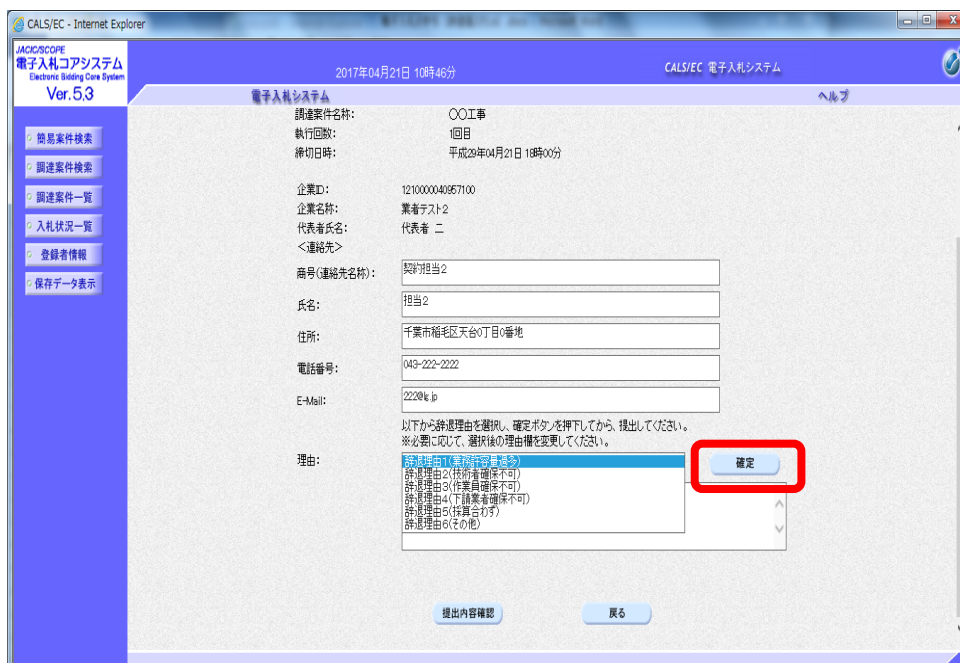 CALS/EC - Internet Explorer
JACIC/SCOPE
電子入札コアシステム
Electronic Bidding Core System
Ver.5.3
2017年04月21日 10時46分
CALS/EC 電子入札システム
電子入札システム
ヘルプ
簡易案件検索
調達案件検索
調達案件一覧
入札状況一覧
登録者情報
保存データ表示
調達案件名称:
〇〇工事
執行回数:
1回目
締切日時:
平成29年04月21日 18時00分
企業ID:
1210000040957100
企業名称:
業者テスト2
代表者氏名:
代表者 二
<連絡先>
商号(連絡先名称):
契約担当2
氏名:
担当2
住所:
千葉市稲毛区天台0丁目0番地
電話番号:
043-222-2222
E-Mail:
以下から辞退理由を選択し、確定ボタンを押下してから、提出してください。
※必要に応じて、選択後の理由欄を変更してください。
理由:
辞退理由1(業務許容量過多)
辞退理由2(技術者確保不可)
辞退理由3(作業員確保不可)
辞退理由4(下請業者確保不可)
辞退理由5(採算合わず)
辞退理由6(その他)
確定
提出内容確認
戻る